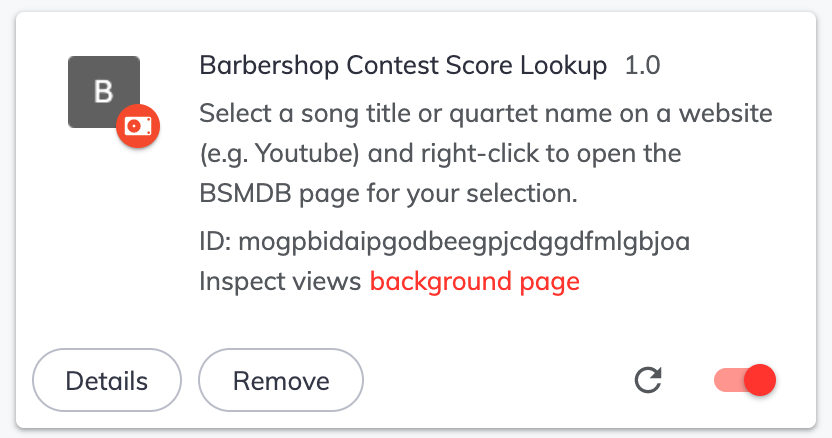 B
Barbershop Contest Score Lookup 1.0
Select a song title or quartet name on a website
(e.g. Youtube) and right-click to open the
BSMDB page for your selection.
ID: mogpbidaipgodbeegpjcdggdfmlgbjoa
Inspect views background page
Details Remove